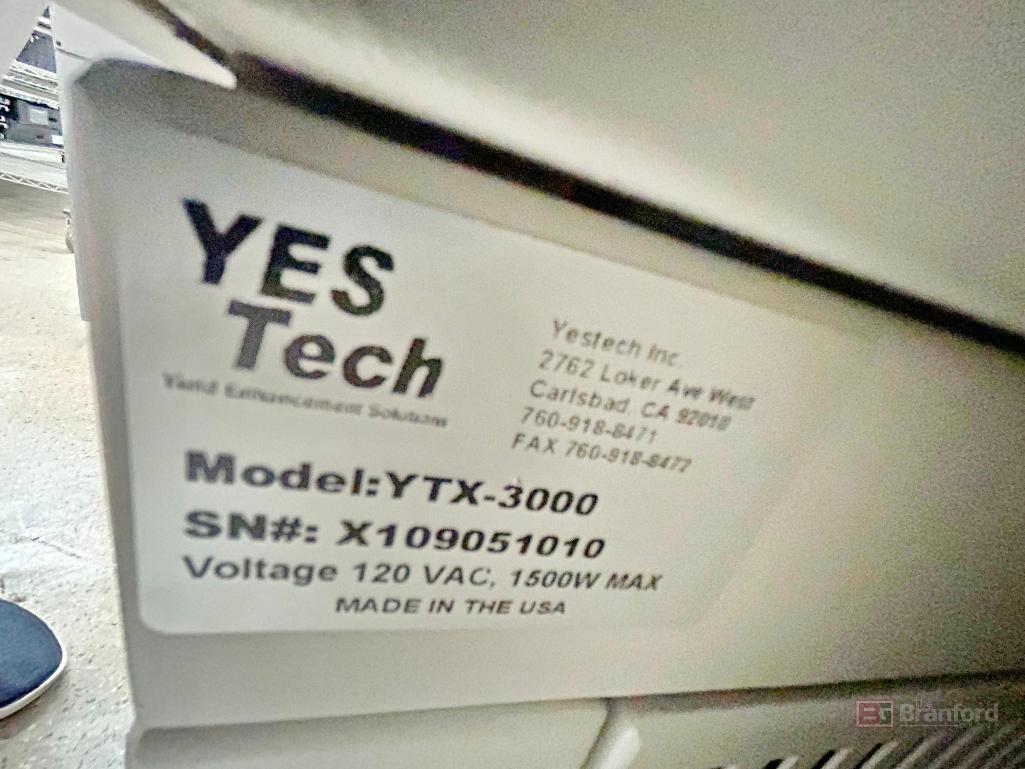 YES
Tech
Yield Enhancement Solutions
Yestech Inc.
2762 Loker Ave West
Carlsbad, CA 92010
760-918-8471
FAX 760-918-8472
Model:YTX-3000
SN#: X109051010
Voltage 120 VAC, 1500W MAX
MADE IN THE USA
The
Branford